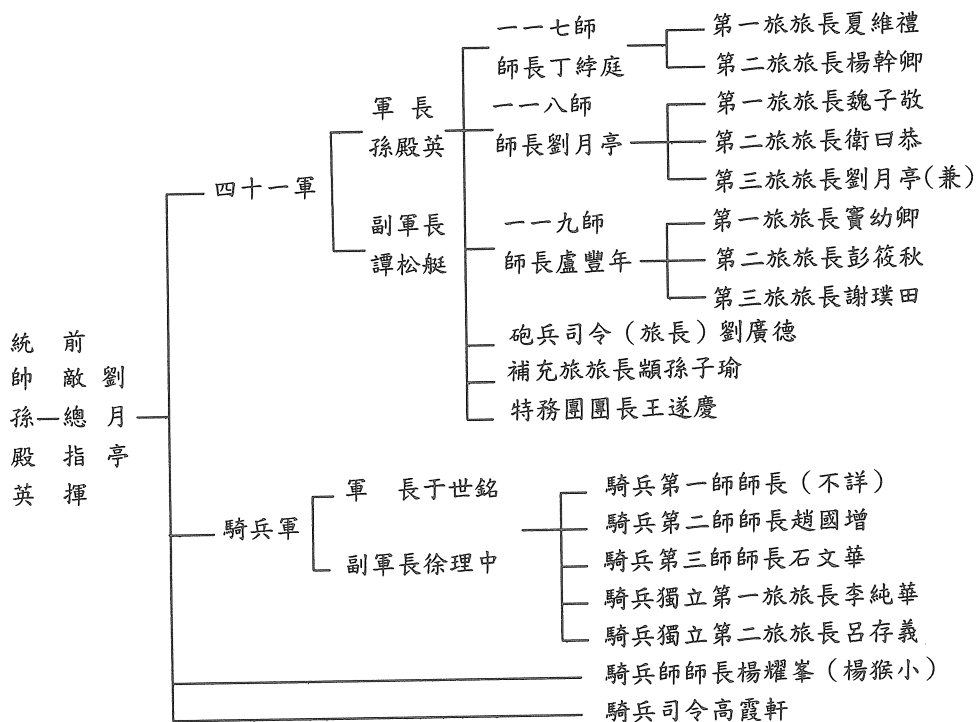 統帥孫殿英
前敵總指揮
劉月亭
四十一軍
軍長
孫殿英
副軍長
譚松艇
一一七師
師長丁綍庭
第一旅旅長夏維禮
第二旅旅長楊幹卿
一一八師
師長劉月亭
第一旅旅長魏子敬
第二旅旅長衛曰恭
第三旅旅長劉月亭(兼)
一一九師
師長盧豐年
第一旅旅長竇幼卿
第二旅旅長彭筱秋
第三旅旅長謝璞田
砲兵司令(旅長)劉廣德
補充旅旅長顓孫子瑜
特務團團長王遂慶
騎兵軍
軍 長于世銘
副軍長徐理中
騎兵第一師師長(不詳)
騎兵第二師師長趙國增
騎兵第三師師長石文華
騎兵獨立第一旅旅長李純華
騎兵獨立第二旅旅長呂存義
騎兵師師長楊耀峯(楊猴小)
騎兵司令高霞軒